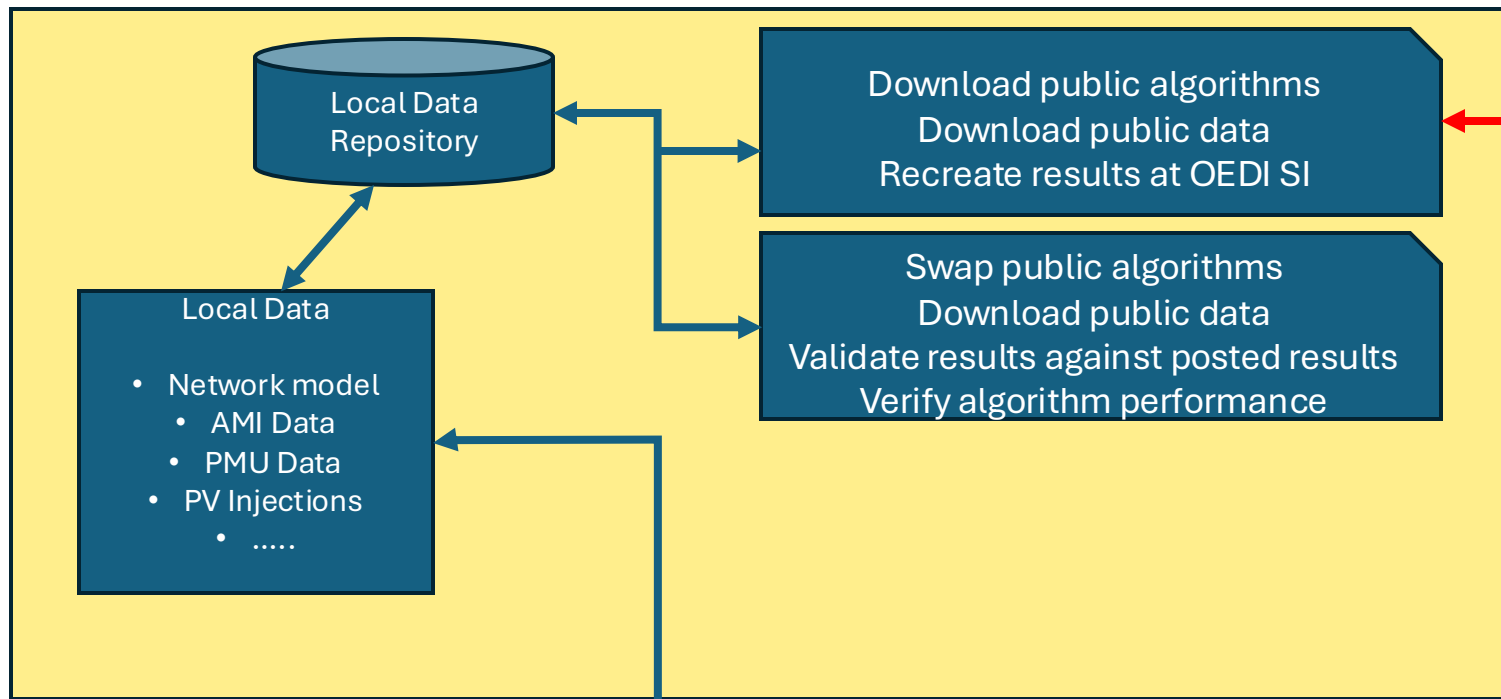 Local Data
Repository
Download public algorithms
Download public data
Recreate results at OEDI SI
Swap public algorithms
Download public data
Validate results against posted results
Verify algorithm performance
Local Data
• Network model
• AMI Data
• PMU Data
• PV Injections
• .....